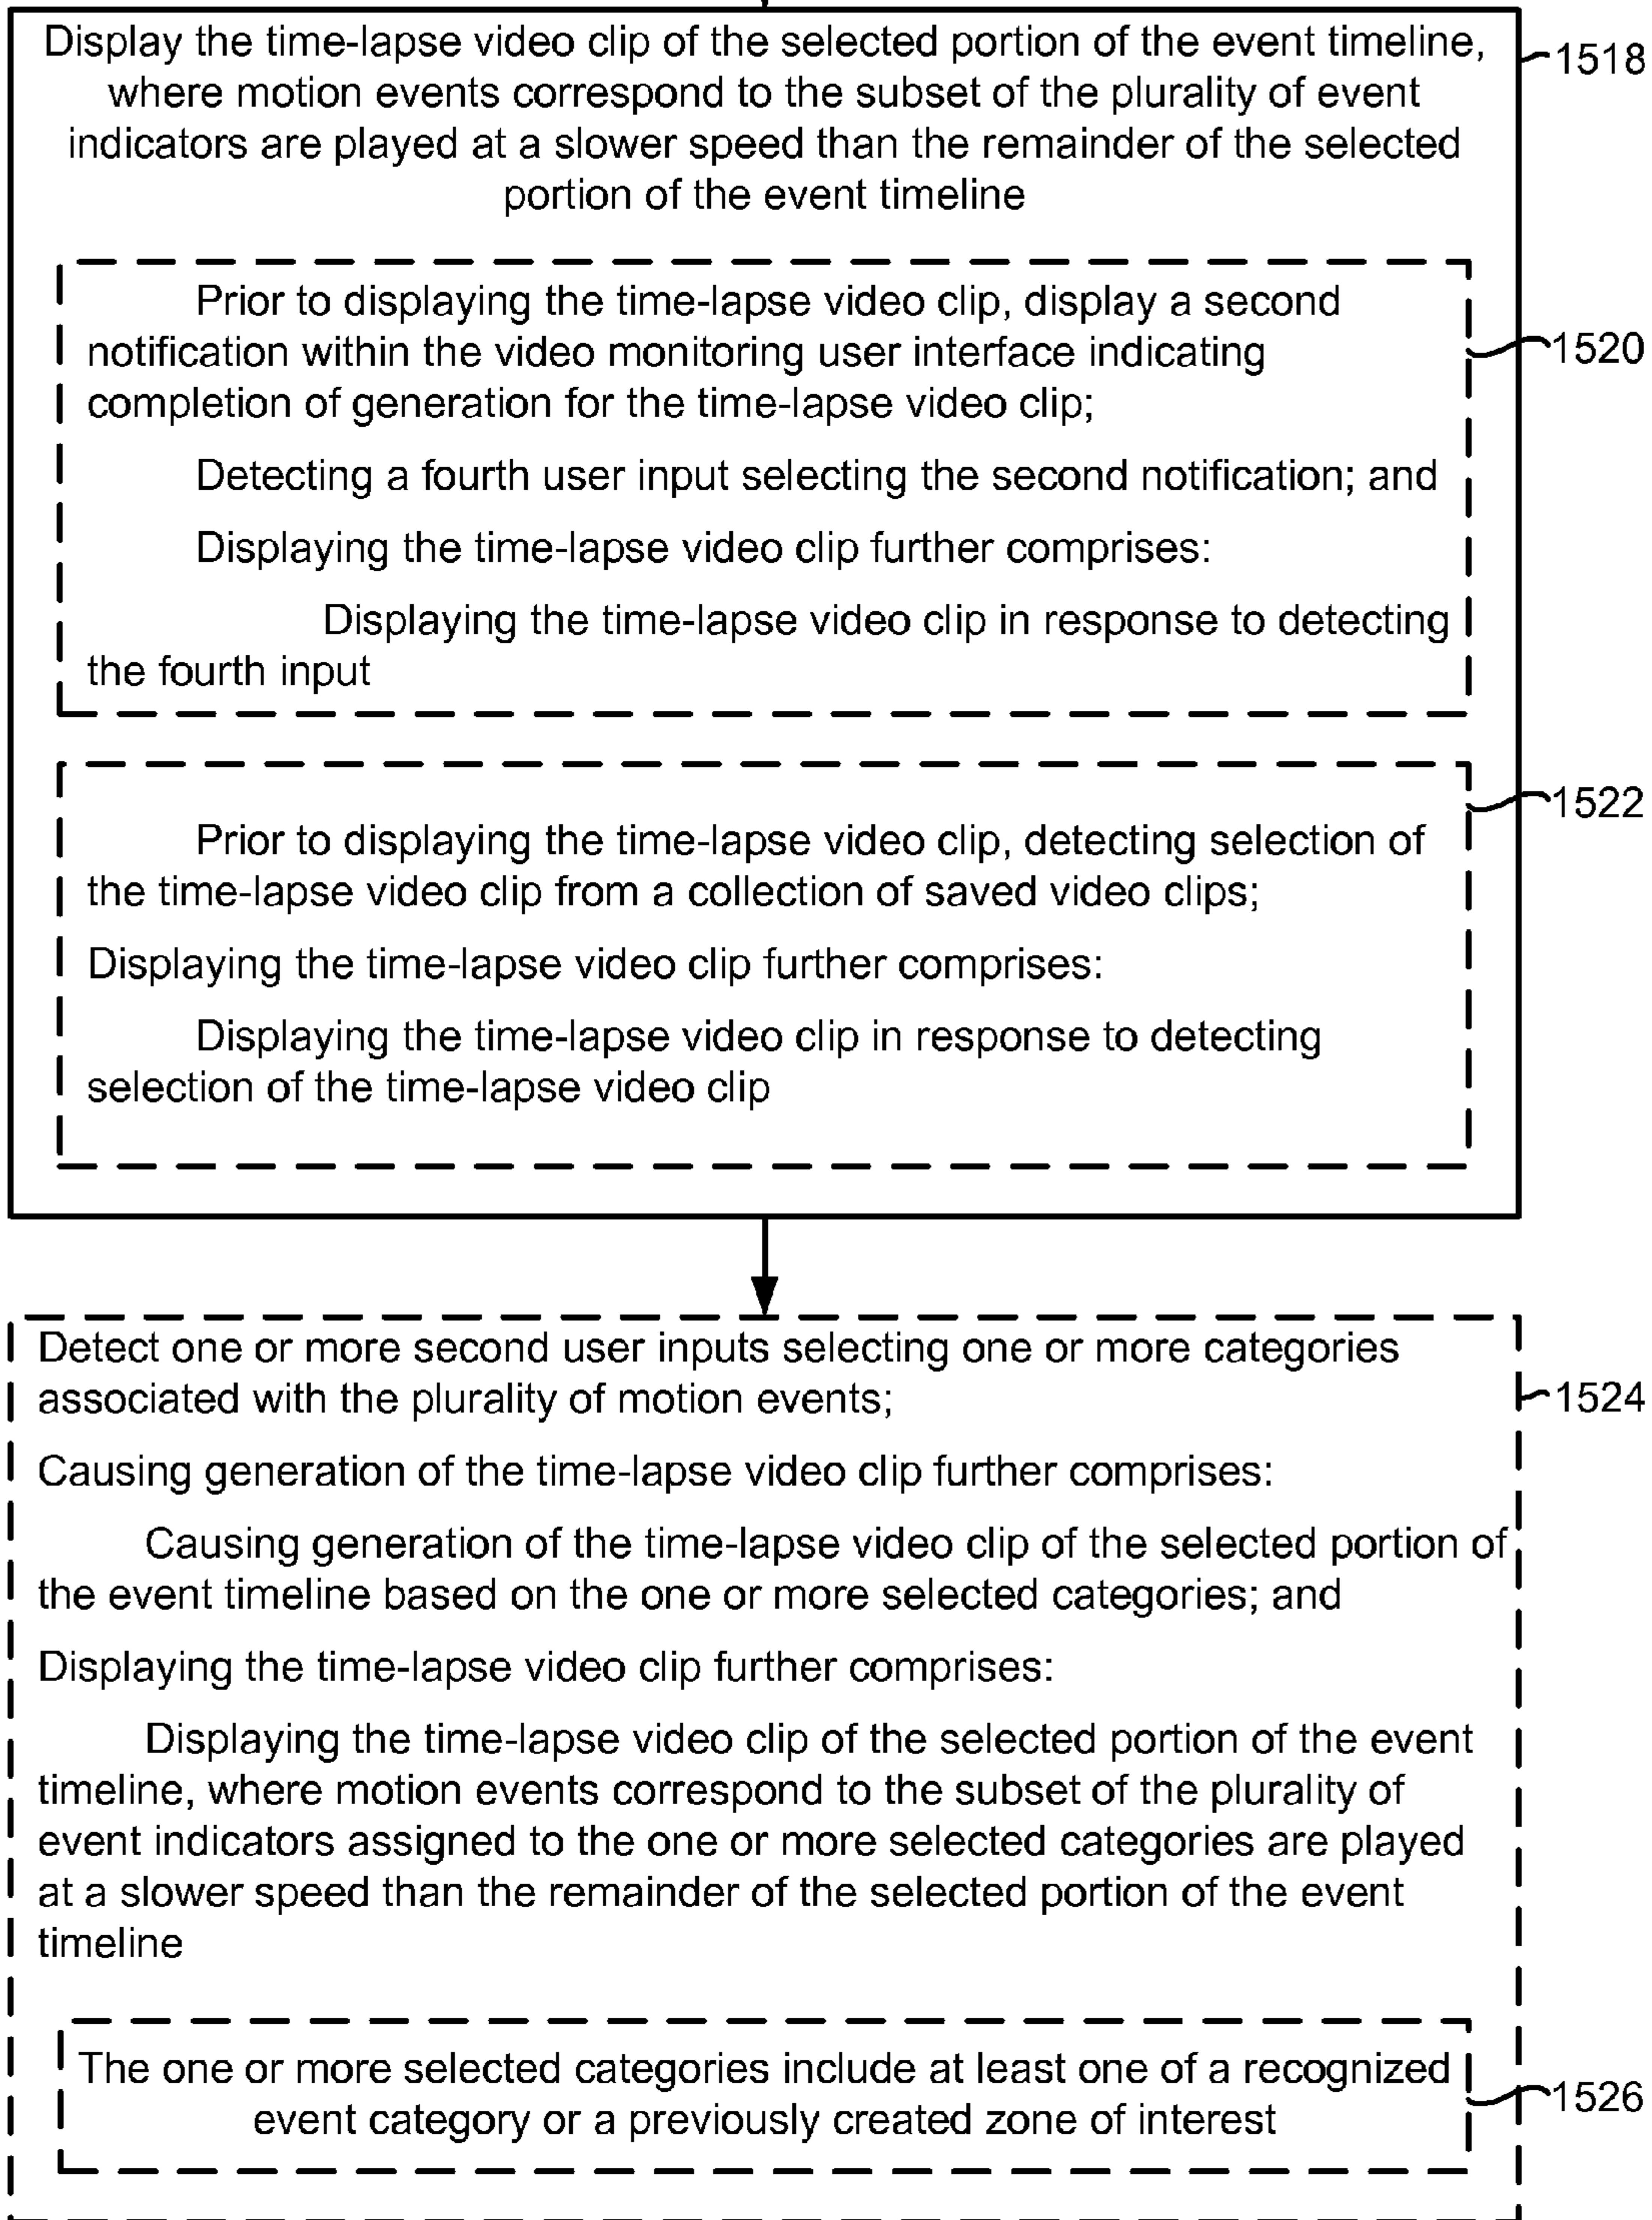 Display the time-lapse video clip of the selected portion of the event timeline,
where motion events correspond to the subset of the plurality of event
indicators are played at a slower speed than the remainder of the selected
portion of the event timeline
1518
Prior to displaying the time-lapse video clip, display a second
notification within the video monitoring user interface indicating
completion of generation for the time-lapse video clip;
1520
Detecting a fourth user input selecting the second notification; and
Displaying the time-lapse video clip further comprises:
Displaying the time-lapse video clip in response to detecting
the fourth input
1522
Prior to displaying the time-lapse video clip, detecting selection of
the time-lapse video clip from a collection of saved video clips;
Displaying the time-lapse video clip further comprises:
Displaying the time-lapse video clip in response to detecting
selection of the time-lapse video clip
Detect one or more second user inputs selecting one or more categories
associated with the plurality of motion events;
1524
Causing generation of the time-lapse video clip further comprises:
Causing generation of the time-lapse video clip of the selected portion of
the event timeline based on the one or more selected categories; and
Displaying the time-lapse video clip further comprises:
Displaying the time-lapse video clip of the selected portion of the event
timeline, where motion events correspond to the subset of the plurality of
event indicators assigned to the one or more selected categories are played
at a slower speed than the remainder of the selected portion of the event
timeline
The one or more selected categories include at least one of a recognized
event category or a previously created zone of interest
1526